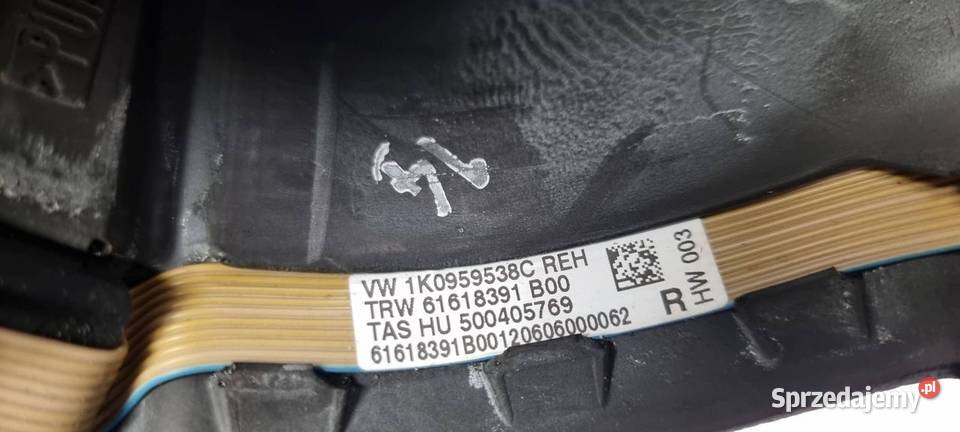 VW 1K0959538C REH
TRW 61618391 B00
TAS HU 500405769
61618391B00120606000062
R
HW 003
Sprzedajemy.pl